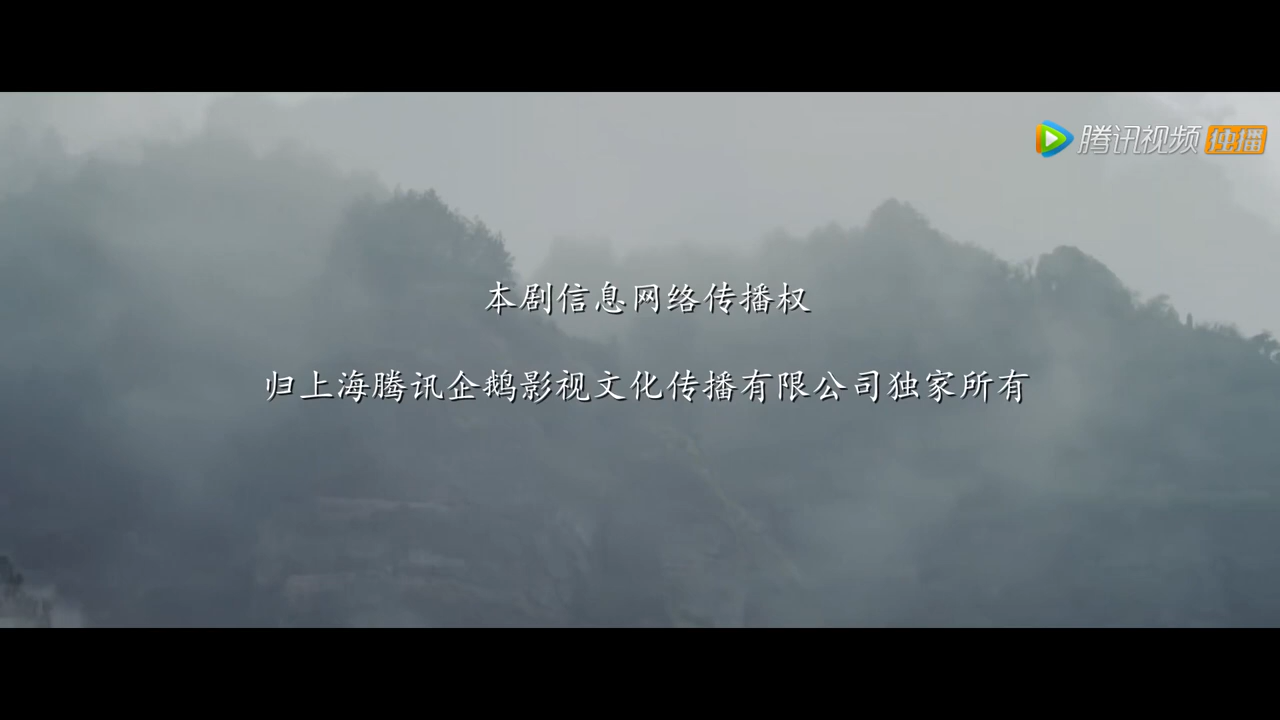 腾讯视频 独播
本剧信息网络传播权
归上海腾讯企鹅影视文化传播有限公司独家所有